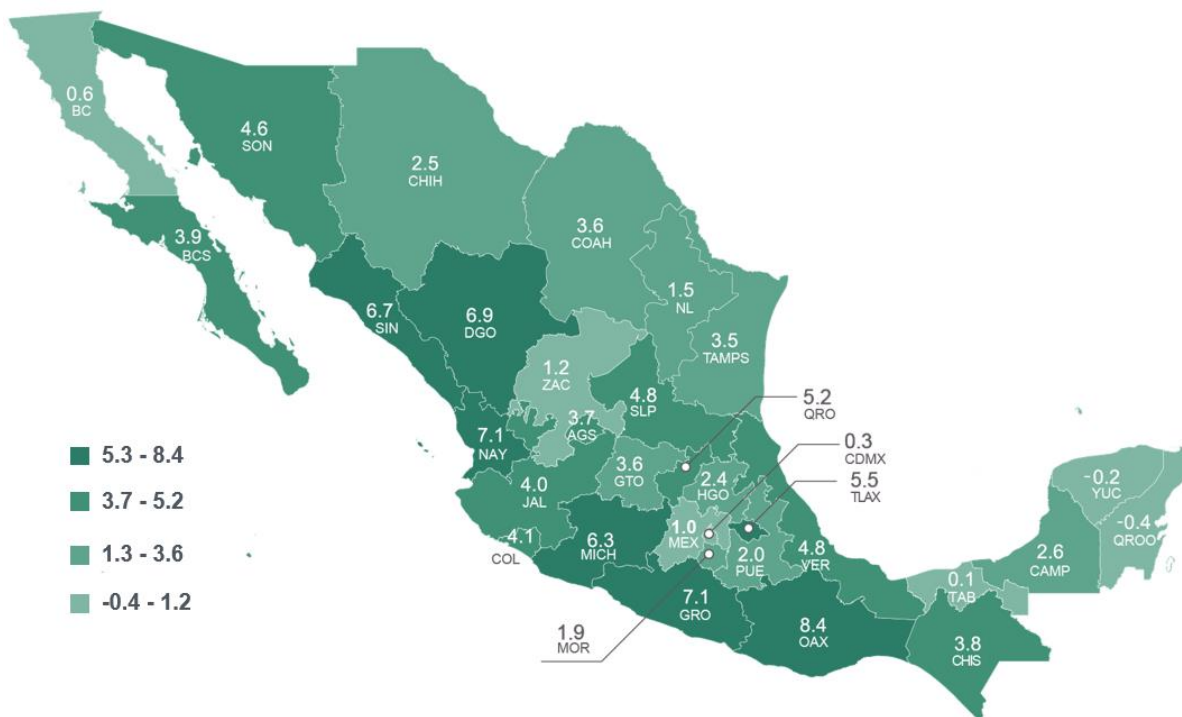 0.6
BC
4.6
SON
2.5
CHIH
3.6
COAH
3.9
BCS
1.5
NL
6.7
SIN
6.9
DGO
3.5
TAMPS
1.2
ZAC
4.8
SLP
5.2
QRO
3.7
AGS
7.1
NAY
0.3
CDMX
3.6
GTO
2.4
HGO
5.5
TLAX
-0.2
YUC
4.0
JAL
-0.4
QROO
4.1
COL
1.0
MEX
6.3
MICH
2.0
PUE
4.8
VER
2.6
CAMP
0.1
TAB
7.1
GRO
8.4
OAX
1.9
MOR
3.8
CHIS
5.3 - 8.4
3.7 - 5.2
1.3 - 3.6
-0.4 - 1.2